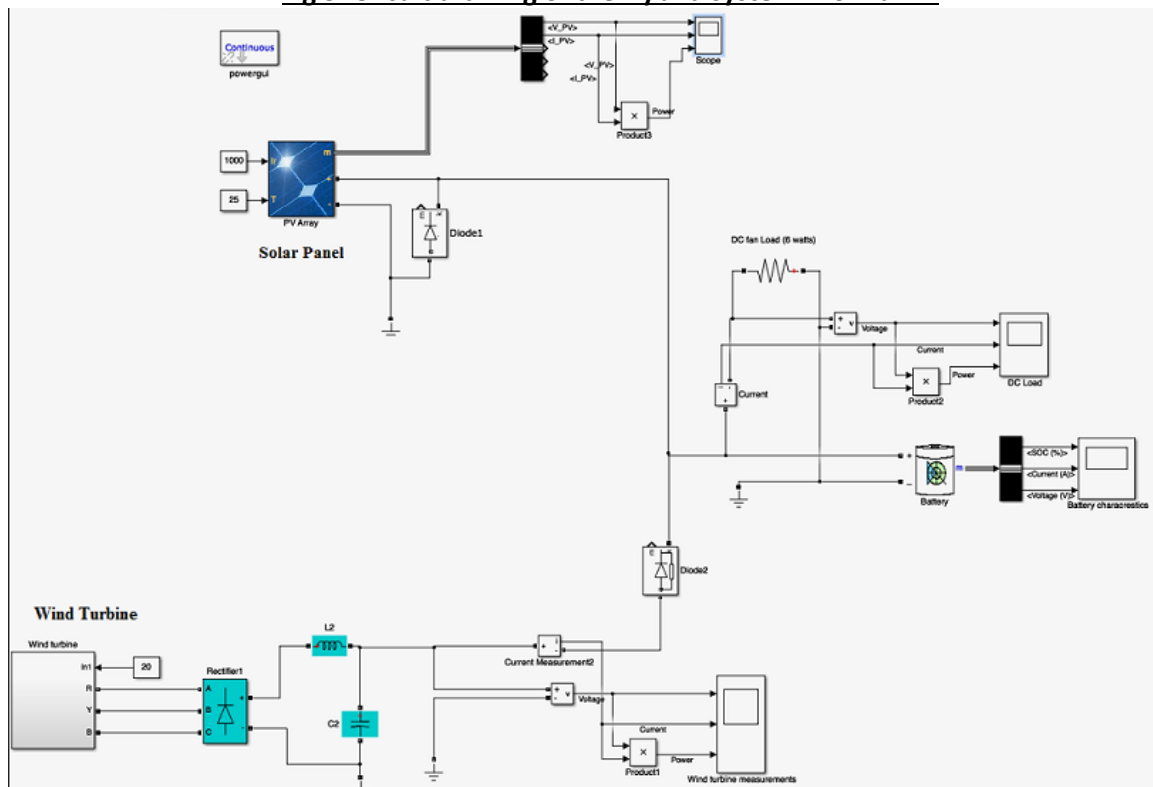 Continuous
powergui
<V_PV>
<I_PV>
<V_PV>
<I_PV>
Scope
×
Power
Product3
1000
Ir
m
+
25
T
-
PV Array
Diode1
Solar Panel
DC fan Load (6 watts)
+
-
v
Voltage
Current
×
Power
Product2
DC Load
Current
+
m
Battery
<SOC (%)>
<Current (A)>
<Voltage (V)>
Battery characrestics
Diode2
Wind Turbine
Wind turbine
In1
20
R
Y
B
Rectifier1
A
B
C
+
-
L2
C2
+
i
-
Current Measurement2
+
-
v
Voltage
Current
×
Power
Product1
Wind turbine measurements